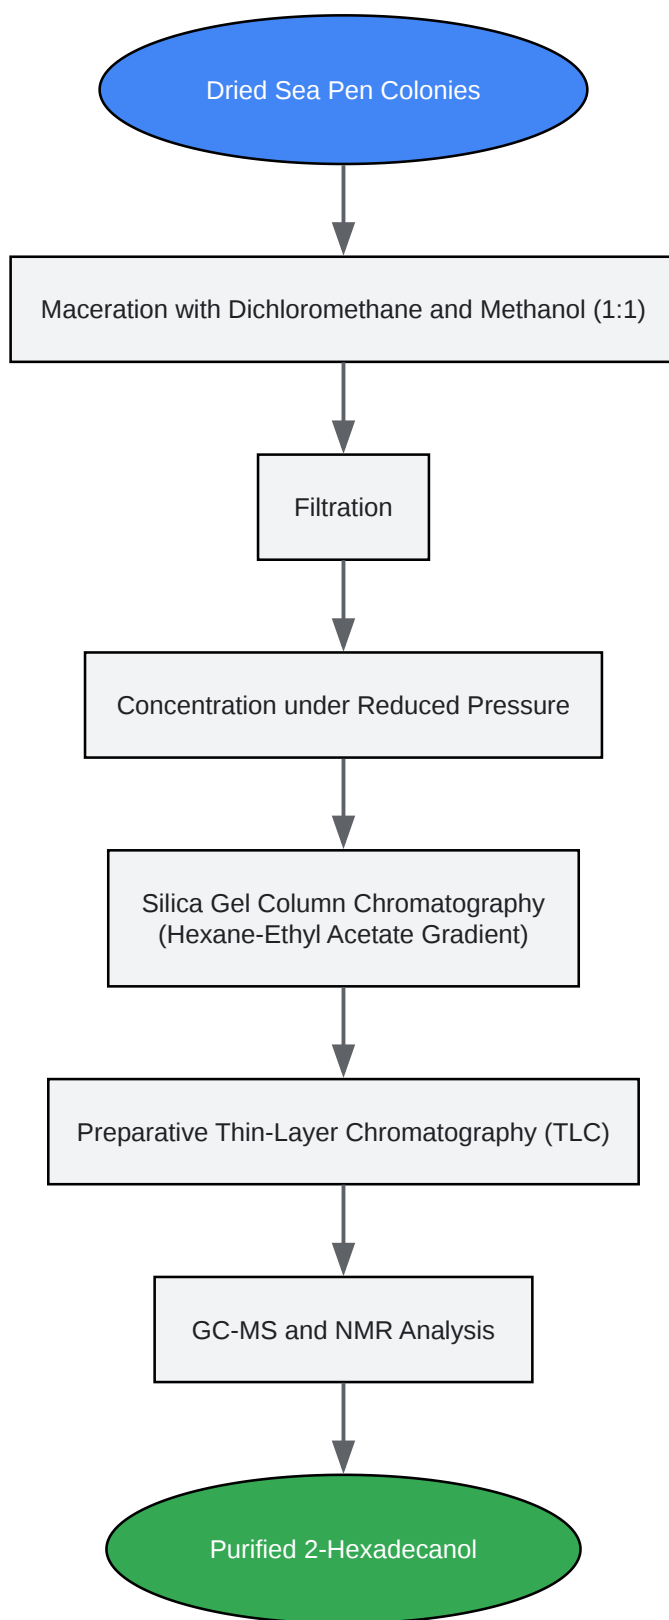 Dried Sea Pen Colonies
Maceration with Dichloromethane and Methanol (1:1)
Filtration
Concentration under Reduced Pressure
Silica Gel Column Chromatography
(Hexane-Ethyl Acetate Gradient)
Preparative Thin-Layer Chromatography (TLC)
GC-MS and NMR Analysis
Purified 2-Hexadecanol